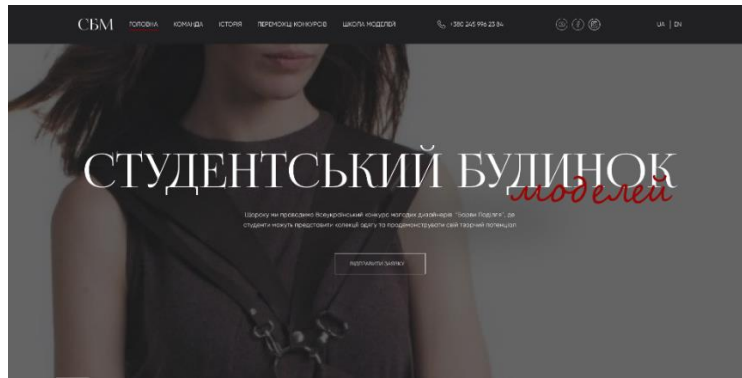 СБМ ГОЛОВНА КОМАНДА ІСТОРІЯ ПЕРЕМОЖЦІ КОНКУРСІВ ШКОЛА МОДЕЛЕЙ +380 245 996 23 84 UA | EN
СТУДЕНТСЬКИЙ БУДИНОК
моделей
Щороку ми проводимо Всеукраїнський конкурс молодих дизайнерів "Барви Поділля", де
студенти можуть представити колекції одягу та продемонструвати свій творчий потенціал
ВІДПРАВИТИ ЗАЯВКУ